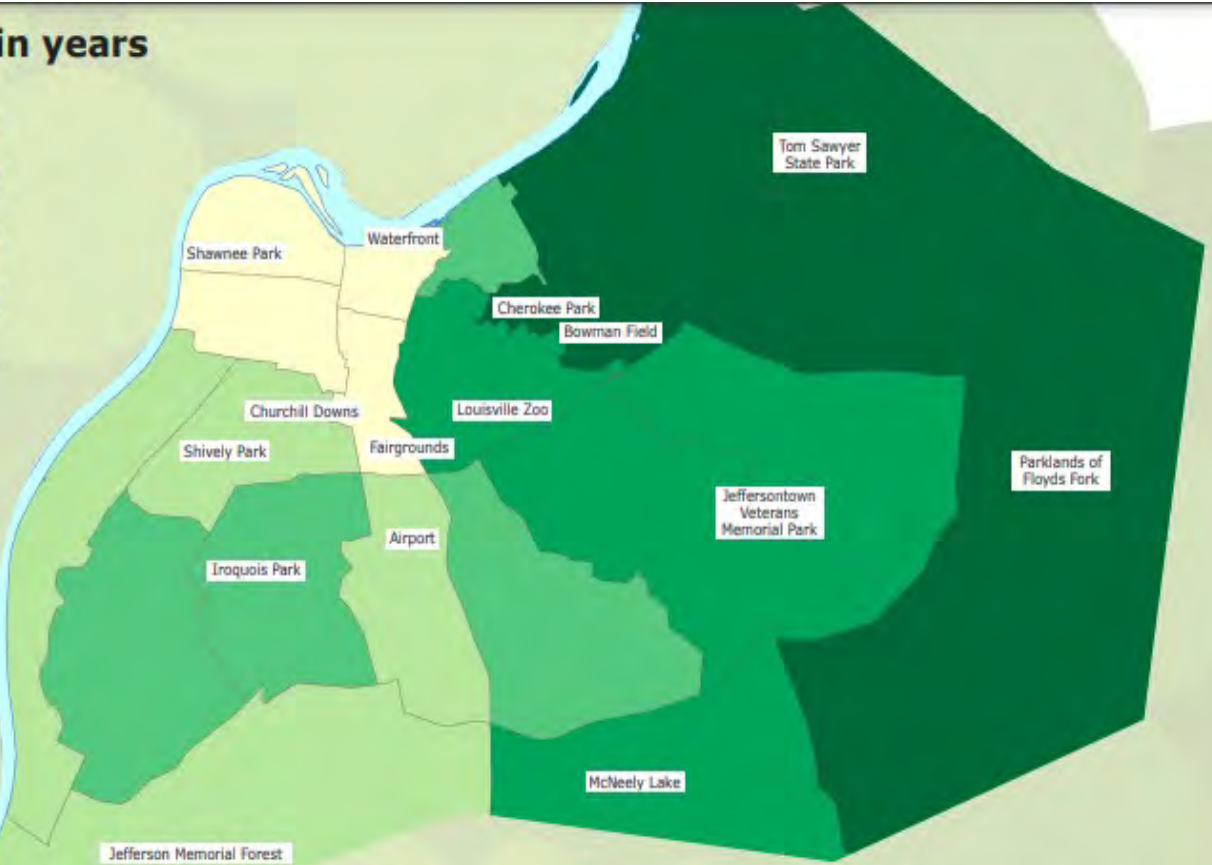 in years
Tom Sawyer
State Park
Waterfront
Shawnee Park
Cherokee Park
Bowman Field
Churchill Downs
Louisville Zoo
Shively Park
Fairgrounds
Parklands of
Floyds Fork
Jeffersontown
Veterans
Memorial Park
Airport
Iroquois Park
McNeely Lake
Jefferson Memorial Forest